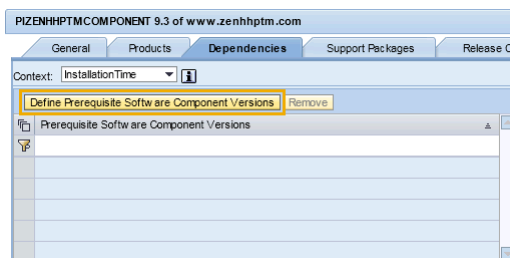 PIZENHHPTMCOMPONENT 9.3 of www.zenhhptm.com
General Products Dependencies Support Packages Release
Context: InstallationTime
Define Prerequisite Software Component Versions Remove
Prerequisite Software Component Versions